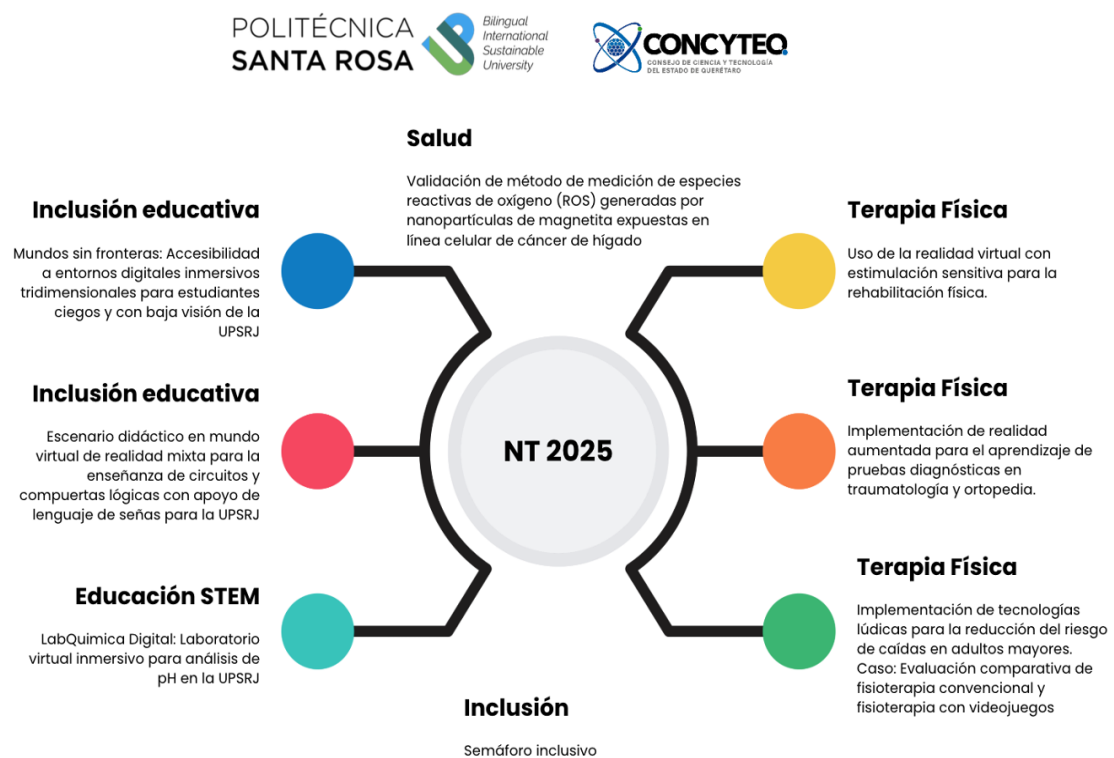 POLITÉCNICA
SANTA ROSA
Bilingual
International
Sustainable
University
CONCYTEQ
CONSEJO DE CIENCIA Y TECNOLOGÍA
DEL ESTADO DE QUERÉTARO
Salud
Validación de método de medición de especies
reactivas de oxígeno (ROS) generadas por
nanopartículas de magnetita expuestas en
línea celular de cáncer de hígado
Inclusión educativa
Mundos sin fronteras: Accesibilidad
a entornos digitales inmersivos
tridimensionales para estudiantes
ciegos y con baja visión de la
UPSRJ
Inclusión educativa
Escenario didáctico en mundo
virtual de realidad mixta para la
enseñanza de circuitos y
compuertas lógicas con apoyo de
lenguaje de señas para la UPSRJ
Educación STEM
LabQuimica Digital: Laboratorio
virtual inmersivo para análisis de
pH en la UPSRJ
NT 2025
Terapia Física
Uso de la realidad virtual con
estimulación sensitiva para la
rehabilitación física.
Terapia Física
Implementación de realidad
aumentada para el aprendizaje de
pruebas diagnósticas en
traumatología y ortopedia.
Terapia Física
Implementación de tecnologías
lúdicas para la reducción del riesgo
de caídas en adultos mayores.
Caso: Evaluación comparativa de
fisioterapia convencional y
fisioterapia con videojuegos
Inclusión
Semáforo inclusivo